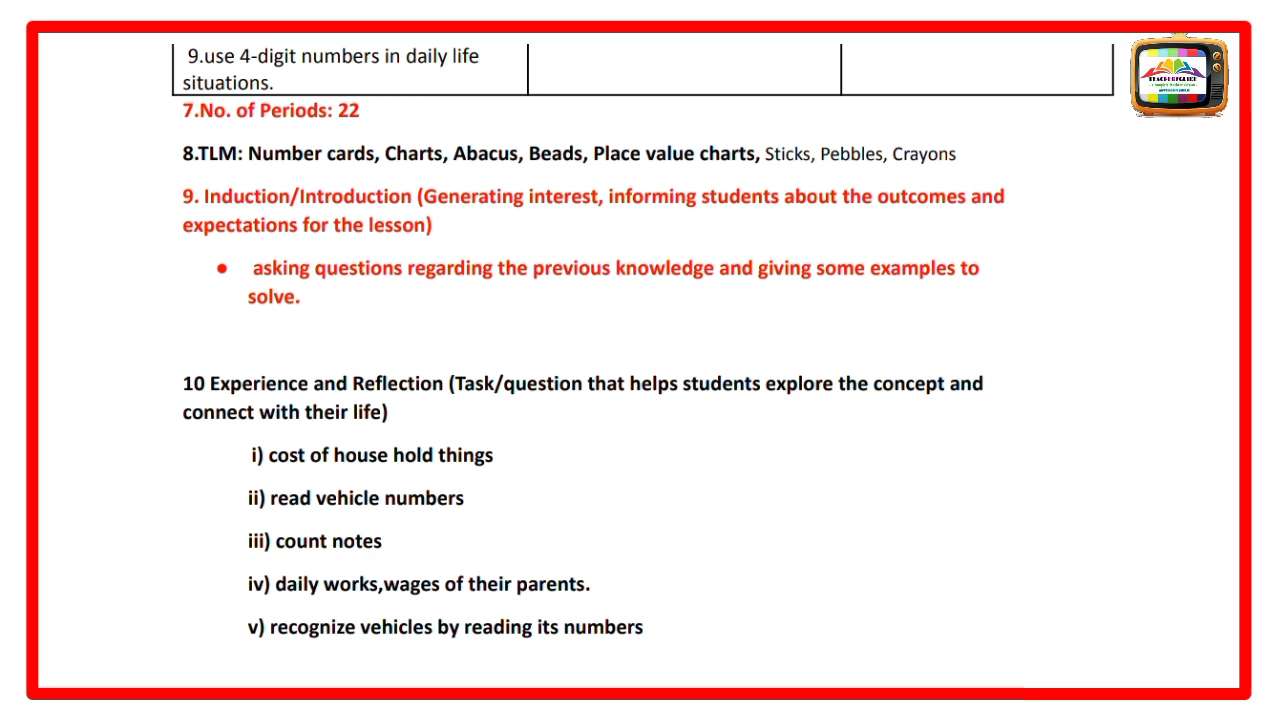 9.use 4-digit numbers in daily life
situations.
7.No. of Periods: 22
8.TLM: Number cards, Charts, Abacus, Beads, Place value charts, Sticks, Pebbles, Crayons
9. Induction/Introduction (Generating interest, informing students about the outcomes and
expectations for the lesson)
● asking questions regarding the previous knowledge and giving some examples to
solve.
10 Experience and Reflection (Task/question that helps students explore the concept and
connect with their life)
i) cost of house hold things
ii) read vehicle numbers
iii) count notes
iv) daily works,wages of their parents.
v) recognize vehicles by reading its numbers